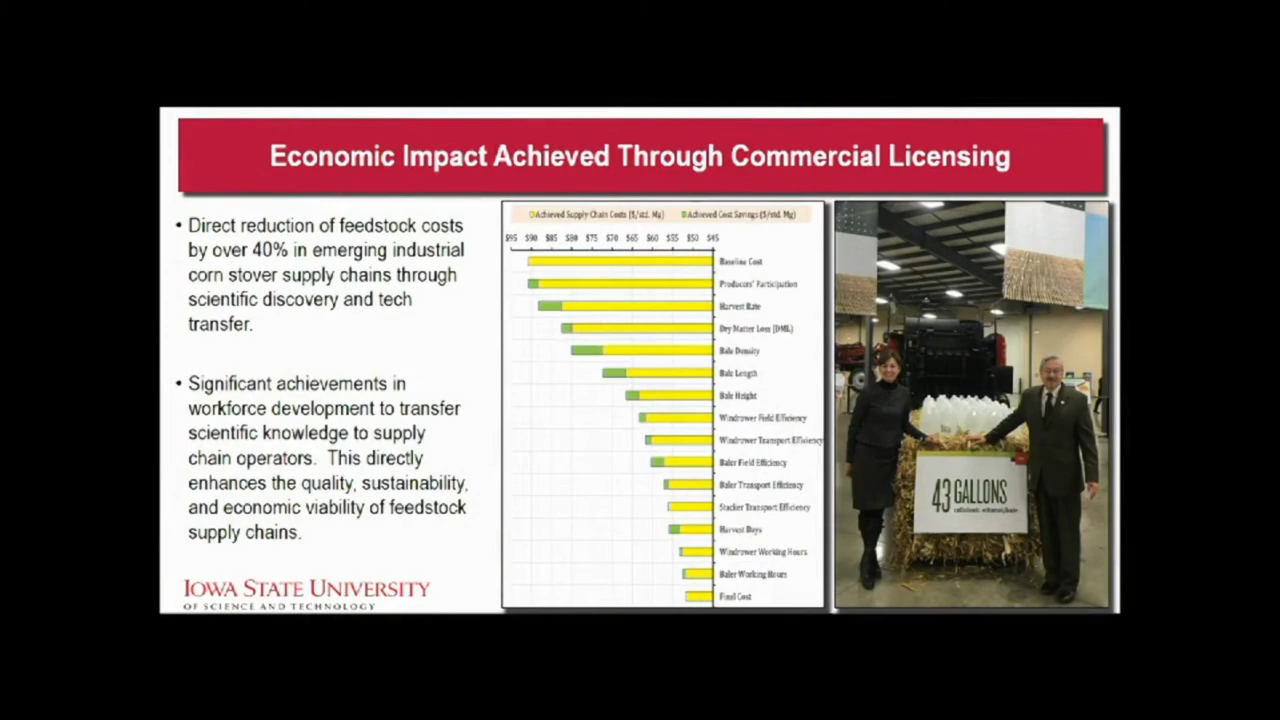 Economic Impact Achieved Through Commercial Licensing
• Direct reduction of feedstock costs
by over 40% in emerging industrial
corn stover supply chains through
scientific discovery and tech
transfer.
• Significant achievements in
workforce development to transfer
scientific knowledge to supply
chain operators. This directly
enhances the quality, sustainability,
and economic viability of feedstock
supply chains.
IOWA STATE UNIVERSITY
OF SCIENCE AND TECHNOLOGY
Achieved Supply Chain Costs ($/std. Mg) Achieved Cost Savings ($/std. Mg)
$95 $90 $85 $80 $75 $70 $65 $60 $55 $50 $45
Baseline Cost
Producers' Participation
Harvest Rate
Dry Matter Loss (DML)
Bale Density
Bale Length
Bale Height
Windrower Field Efficiency
Windrower Transport Efficiency
Baler Field Efficiency
Baler Transport Efficiency
Stacker Transport Efficiency
Harvest Days
Windrower Working Hours
Baler Working Hours
Final Cost
43 GALLONS
cellulosic ethanol/bale